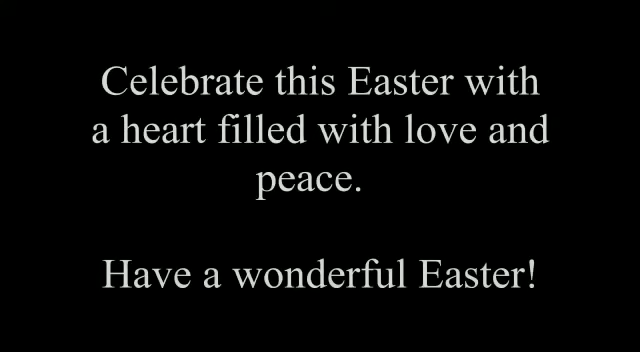 Celebrate this Easter with
a heart filled with love and
peace.
Have a wonderful Easter!